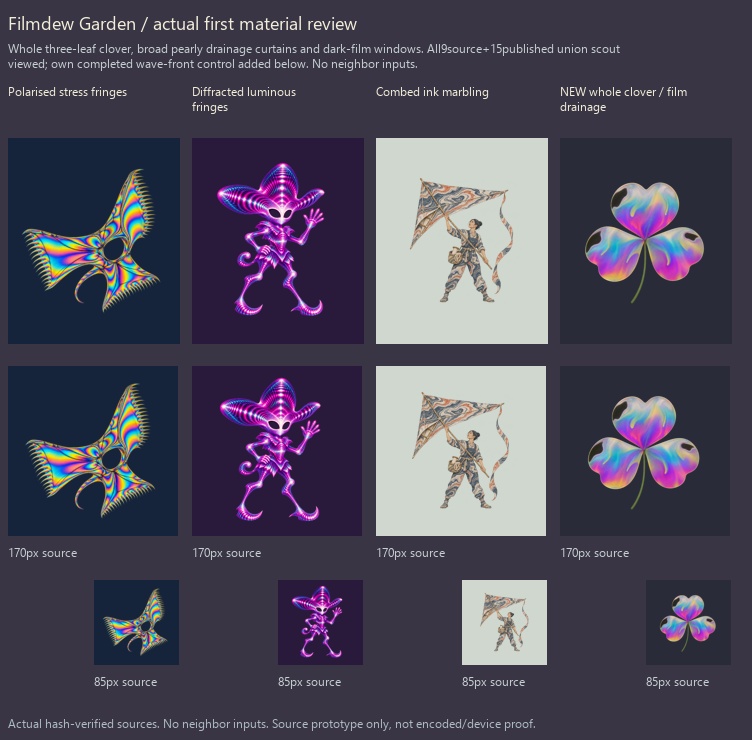 Filmdew Garden / actual first material review
Whole three-leaf clover, broad pearly drainage curtains and dark-film windows. All9source+15published union scout
viewed; own completed wave-front control added below. No neighbor inputs.
Polarised stress fringes
Diffracted luminous
fringes
Combed ink marbling
NEW whole clover / film
drainage
170px source
170px source
170px source
170px source
85px source
85px source
85px source
85px source
Actual hash-verified sources. No neighbor inputs. Source prototype only, not encoded/device proof.